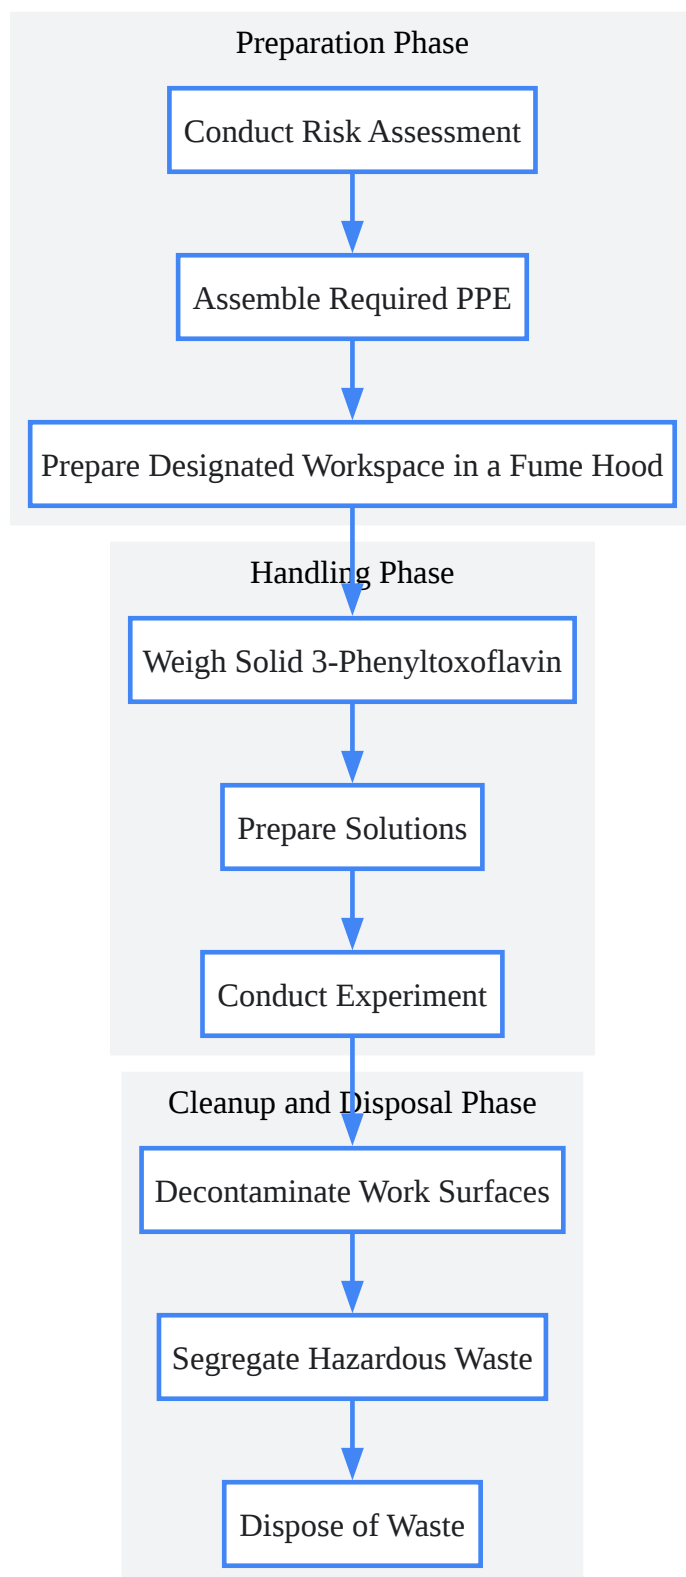 Preparation Phase
Conduct Risk Assessment
Assemble Required PPE
Prepare Designated Workspace in a Fume Hood
Handling Phase
Weigh Solid 3-Phenyltoxoflavin
Prepare Solutions
Conduct Experiment
Cleanup and Disposal Phase
Decontaminate Work Surfaces
Segregate Hazardous Waste
Dispose of Waste